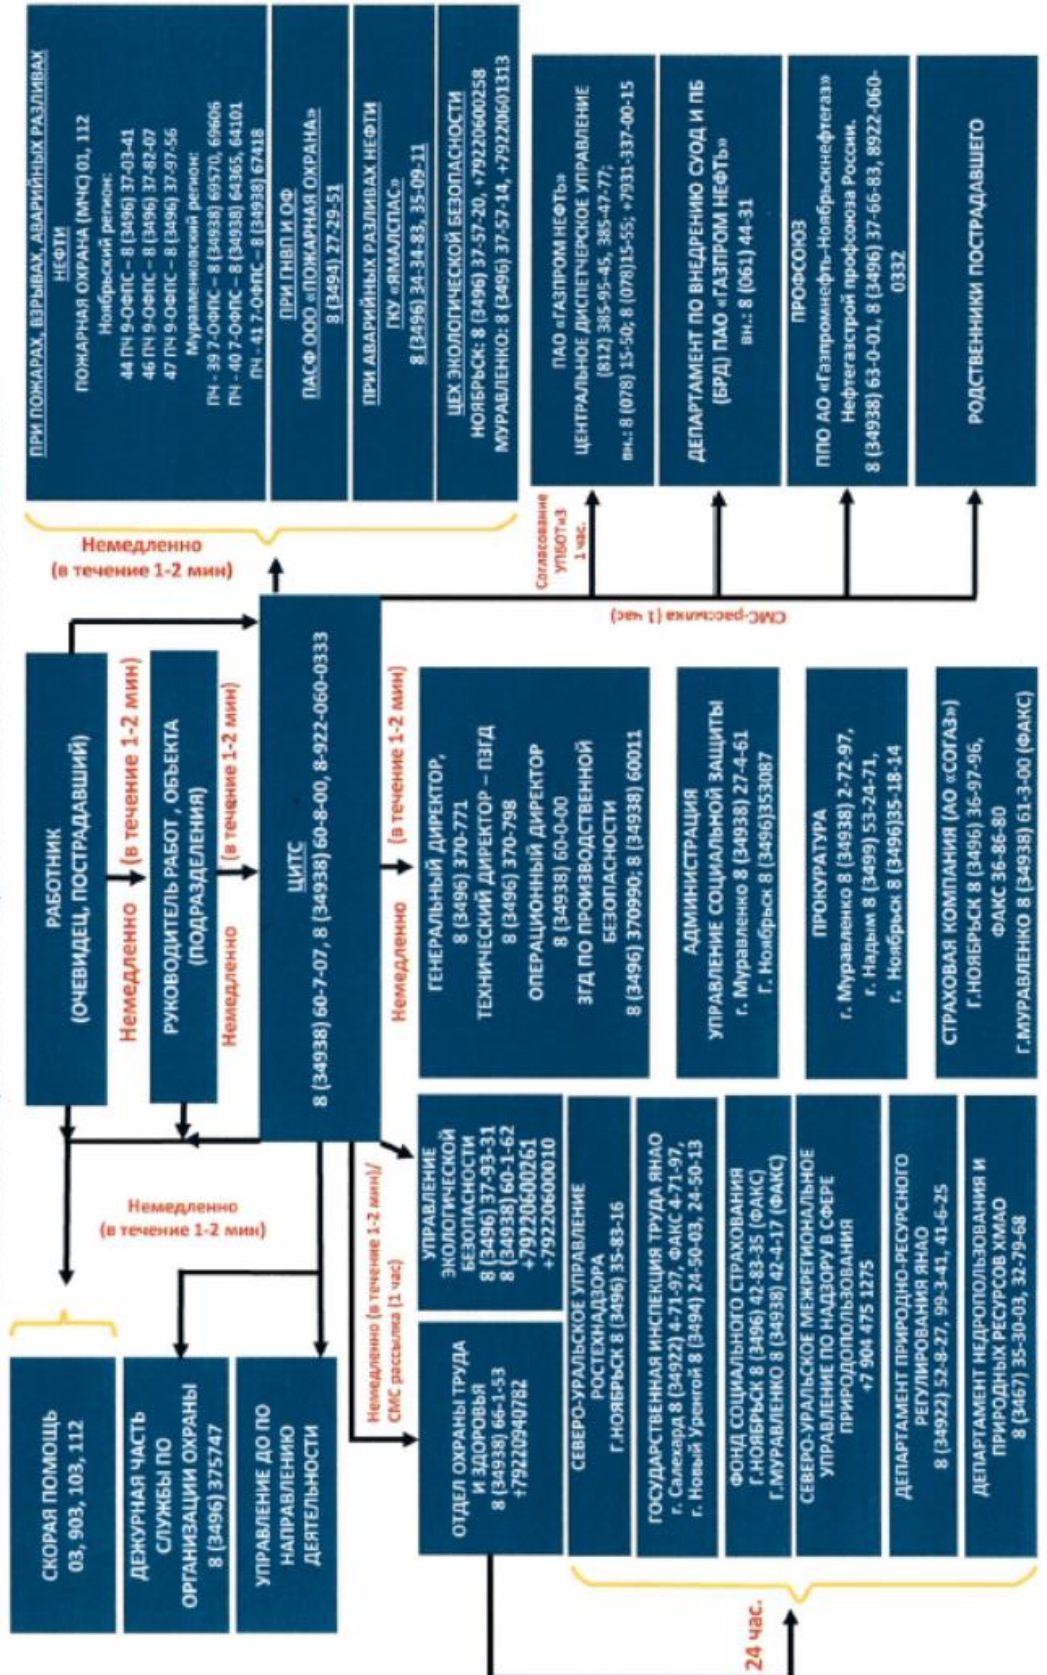 СКОРАЯ ПОМОЩЬ
03, 903, 103, 112
ДЕЖУРНАЯ ЧАСТЬ
СЛУЖБЫ ПО
ОРГАНИЗАЦИИ ОХРАНЫ
8 (3496) 375747
УПРАВЛЕНИЕ ДО ПО
НАПРАВЛЕНИЮ
ДЕЯТЕЛЬНОСТИ
Немедленно
(в течение 1-2 мин)
РАБОТНИК
(ОЧЕВИДЕЦ, ПОСТРАДАВШИЙ)
Немедленно (в течение 1-2 мин)
РУКОВОДИТЕЛЬ РАБОТ , ОБЪЕКТА
(ПОДРАЗДЕЛЕНИЯ)
Немедленно (в течение 1-2 мин)
ЦИТС
8 (34938) 60-7-07, 8 (34938) 60-8-00, 8-922-060-0333
Немедленно
(в течение 1-2 мин)
ПРИ ПОЖАРАХ, ВЗРЫВАХ, АВАРИЙНЫХ РАЗЛИВАХ
НЕФТИ
ПОЖАРНАЯ ОХРАНА (МЧС) 01, 112
Ноябрьский регион:
44 ПЧ 9-ОФПС – 8 (3496) 37-03-41
46 ПЧ 9-ОФПС – 8 (3496) 37-82-07
47 ПЧ 9-ОФПС – 8 (3496) 37-97-56
Муравленковский регион:
ПЧ - 39 7-ОФПС – 8 (34938) 69570, 69606
ПЧ - 40 7-ОФПС – 8 (34938) 64365, 64101
ПЧ - 41 7-ОФПС – 8 (34938) 67418
ПРИ ГНВП И ОФ
ПАСФ ООО «ПОЖАРНАЯ ОХРАНА»
8 (3494) 27-29-51
ПРИ АВАРИЙНЫХ РАЗЛИВАХ НЕФТИ
ГКУ «ЯМАЛСПАС»
8 (3496) 34-34-83, 35-09-11
ЦЕХ ЭКОЛОГИЧЕСКОЙ БЕЗОПАСНОСТИ
НОЯБРЬСК: 8 (3496) 37-57-20, +79220600258
МУРАВЛЕНКО: 8 (3496) 37-57-14, +79220601313
Немедленно (в течение 1-2 мин)/
СМС рассылка (1 час)
ОТДЕЛ ОХРАНЫ ТРУДА
И ЗДОРОВЬЯ
8 (34938) 66-1-53
+79220940782
УПРАВЛЕНИЕ
ЭКОЛОГИЧЕСКОЙ
БЕЗОПАСНОСТИ
8 (3496) 37-93-31
8 (34938) 60-1-62
+79220600261
+79220600010
Немедленно (в течение 1-2 мин)
ГЕНЕРАЛЬНЫЙ ДИРЕКТОР,
8 (3496) 370-771
ТЕХНИЧЕСКИЙ ДИРЕКТОР – ПЗГД
8 (3496) 370-798
ОПЕРАЦИОННЫЙ ДИРЕКТОР
8 (34938) 60-0-00
ЗГД ПО ПРОИЗВОДСТВЕННОЙ
БЕЗОПАСНОСТИ
8 (3496) 370990; 8 (34938) 60011
Согласование
УПБОТиЗ
1 час.
СМС-рассылка (1 час)
ПАО «ГАЗПРОМ НЕФТЬ»
ЦЕНТРАЛЬНОЕ ДИСПЕТЧЕРСКОЕ УПРАВЛЕНИЕ
(812) 385-95-45, 385-47-77;
вн.: 8 (078) 15-50; 8 (078)15-55; +7931-337-00-15
ДЕПАРТАМЕНТ ПО ВНЕДРЕНИЮ СУОД И ПБ
(БРД) ПАО «ГАЗПРОМ НЕФТЬ»
вн.: 8 (061) 44-31
ПРОФСОЮЗ
ППО АО «Газпромнефть-Ноябрьскнефтегаз»
Нефтегазстрой профсоюза России.
8 (34938) 63-0-01, 8 (3496) 37-66-83, 8922-060-
0332
РОДСТВЕННИКИ ПОСТРАДАВШЕГО
24 час.
СЕВЕРО-УРАЛЬСКОЕ УПРАВЛЕНИЕ
РОСТЕХНАДЗОРА
Г.НОЯБРЬСК 8 (3496) 35-83-16
ГОСУДАРСТВЕННАЯ ИНСПЕКЦИЯ ТРУДА ЯНАО
г. Салехард 8 (34922) 4-71-97, ФАКС 4-71-97,
г. Новый Уренгой 8 (3494) 24-50-03, 24-50-13
ФОНД СОЦИАЛЬНОГО СТРАХОВАНИЯ
Г.НОЯБРЬСК 8 (3496) 42-83-35 (ФАКС)
Г.МУРАВЛЕНКО 8 (34938) 42-4-17 (ФАКС)
СЕВЕРО-УРАЛЬСКОЕ МЕЖРЕГИОНАЛЬНОЕ
УПРАВЛЕНИЕ ПО НАДЗОРУ В СФЕРЕ
ПРИРОДОПОЛЬЗОВАНИЯ
+7 904 475 1275
ДЕПАРТАМЕНТ ПРИРОДНО-РЕСУРСНОГО
РЕГУЛИРОВАНИЯ ЯНАО
8 (34922) 52-8-27, 99-3-41, 41-6-25
ДЕПАРТАМЕНТ НЕДРОПОЛЬЗОВАНИЯ И
ПРИРОДНЫХ РЕСУРСОВ ХМАО
8 (3467) 35-30-03, 32-79-68
АДМИНИСТРАЦИЯ
УПРАВЛЕНИЕ СОЦИАЛЬНОЙ ЗАЩИТЫ
г. Муравленко 8 (34938) 27-4-61
г. Ноябрьск 8 (3496)353087
ПРОКУРАТУРА
г. Муравленко 8 (34938) 2-72-97,
г. Надым 8 (3499) 53-24-71,
г. Ноябрьск 8 (3496)35-18-14
СТРАХОВАЯ КОМПАНИЯ (АО «СОГАЗ»)
Г.НОЯБРЬСК 8 (3496) 36-97-96,
ФАКС 36-86-80
Г.МУРАВЛЕНКО 8 (34938) 61-3-00 (ФАКС)